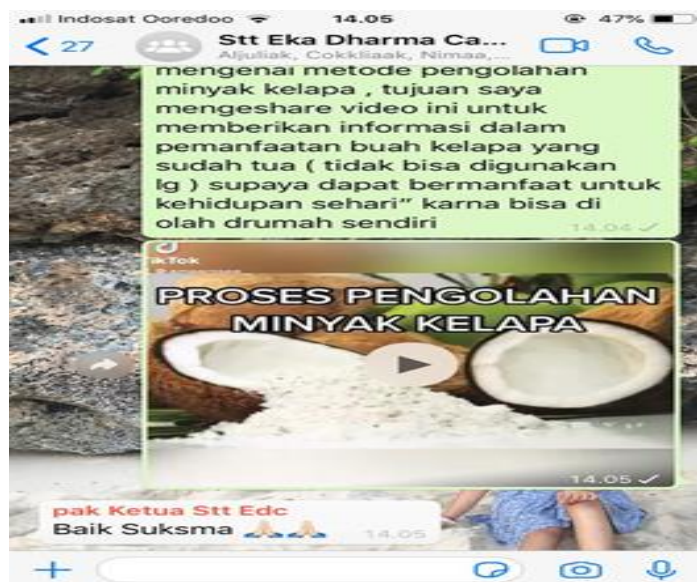 Indosat Ooredoo 14.05 47%
27 Stt Eka Dharma Ca...
Aljuliak, Cokkliaak, Nimaa,...
mengenai metode pengolahan
minyak kelapa , tujuan saya
mengeshare video ini untuk
memberikan informasi dalam
pemanfaatan buah kelapa yang
sudah tua ( tidak bisa digunakan
lg ) supaya dapat bermanfaat untuk
kehidupan sehari" karna bisa di
olah drumah sendiri
14.04
TikTok
PROSES PENGOLAHAN
MINYAK KELAPA
14.05
pak Ketua Stt Edc
Baik Suksma 🙏🏻🙏🏻 14.05